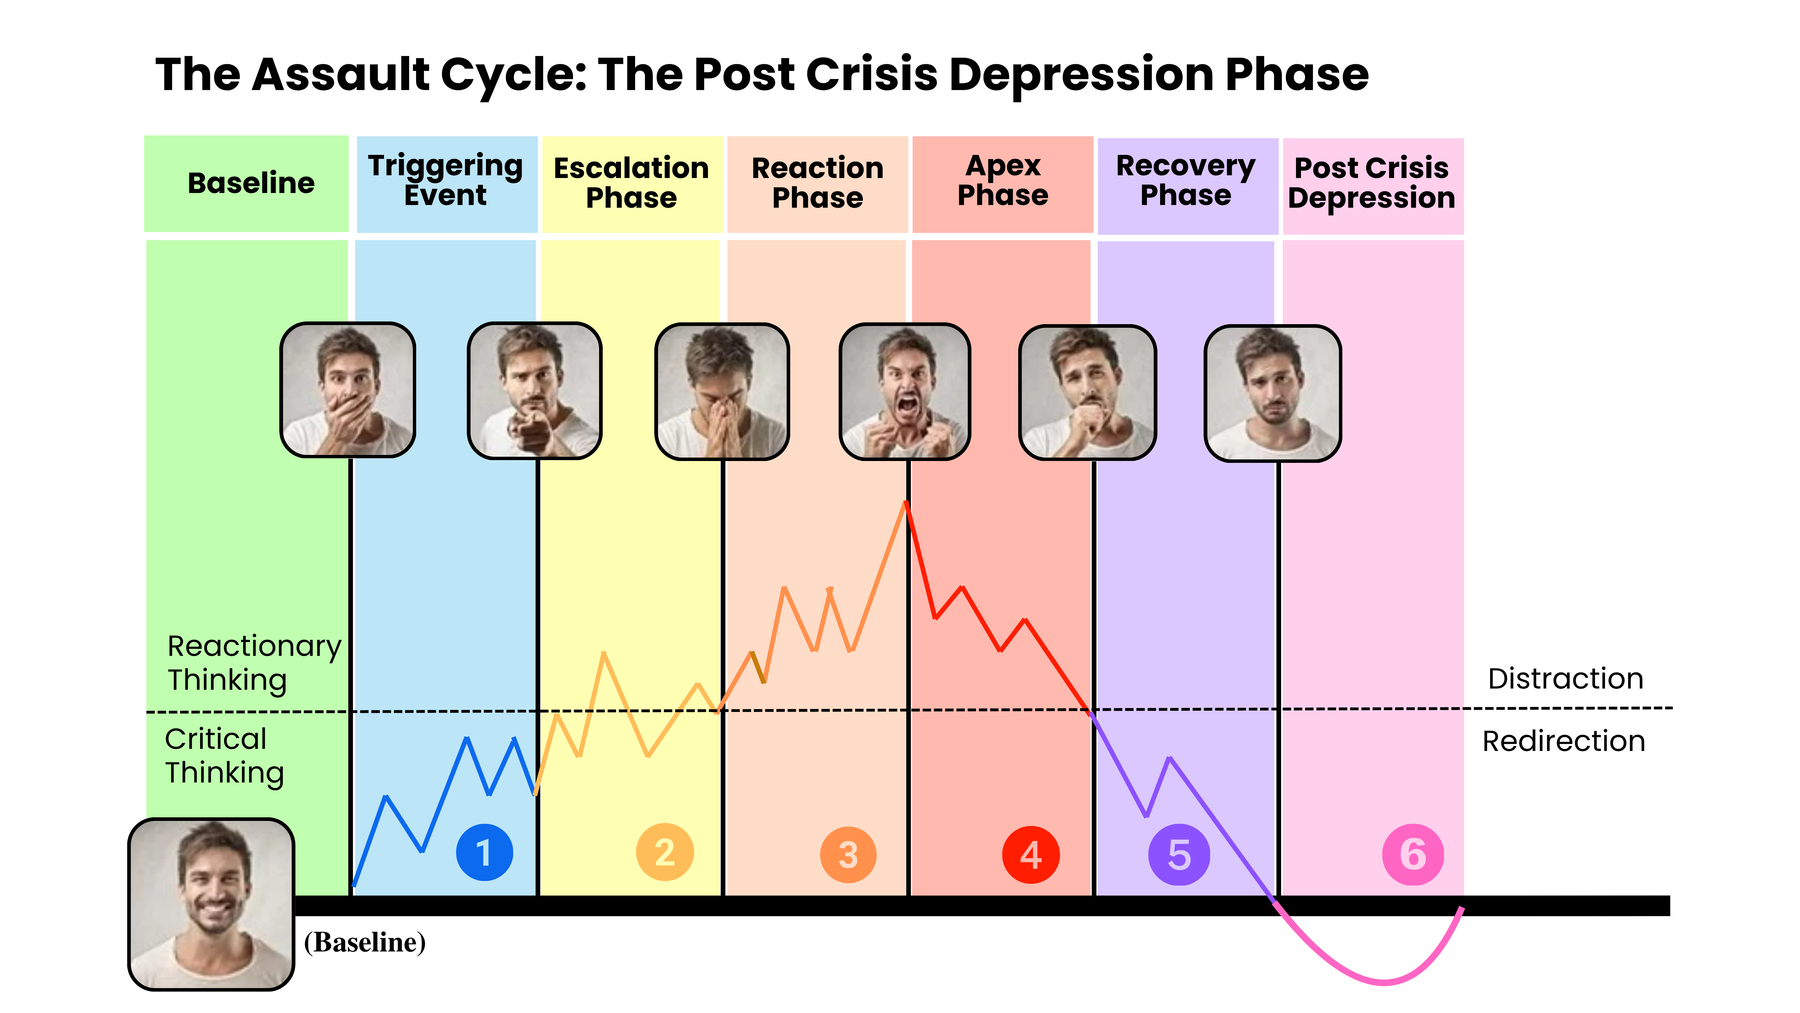 The Assault Cycle: The Post Crisis Depression Phase
Baseline
Triggering
Event
Escalation
Phase
Reaction
Phase
Apex
Phase
Recovery
Phase
Post Crisis
Depression
Reactionary
Thinking
Critical
Thinking
Distraction
Redirection
1
2
3
4
5
6
(Baseline)